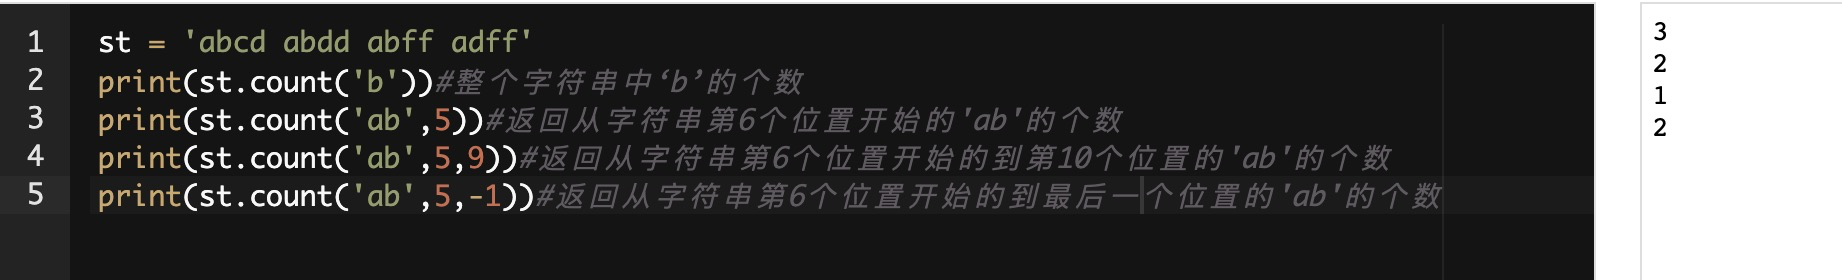 1 st = 'abcd abdd abff adff'
2 print(st.count('b'))#整个字符串中‘b’的个数
3 print(st.count('ab',5))#返回从字符串第6个位置开始的'ab'的个数
4 print(st.count('ab',5,9))#返回从字符串第6个位置开始的到第10个位置的'ab'的个数
5 print(st.count('ab',5,-1))#返回从字符串第6个位置开始的到最后一个位置的'ab'的个数
3
2
1
2